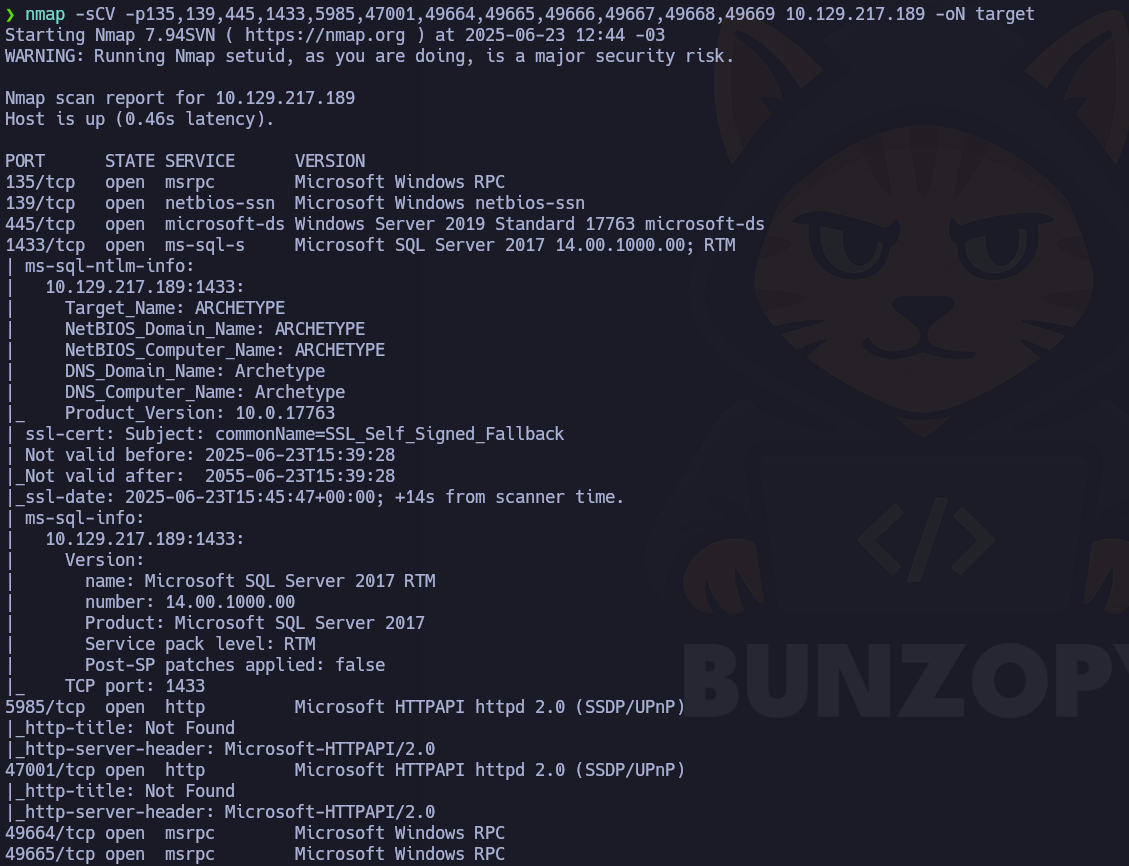 ❯ nmap -sCV -p135,139,445,1433,5985,47001,49664,49665,49666,49667,49668,49669 10.129.217.189 -oN target
Starting Nmap 7.94SVN ( https://nmap.org ) at 2025-06-23 12:44 -03
WARNING: Running Nmap setuid, as you are doing, is a major security risk.

Nmap scan report for 10.129.217.189
Host is up (0.46s latency).

PORT      STATE SERVICE      VERSION
135/tcp   open  msrpc        Microsoft Windows RPC
139/tcp   open  netbios-ssn  Microsoft Windows netbios-ssn
445/tcp   open  microsoft-ds Windows Server 2019 Standard 17763 microsoft-ds
1433/tcp  open  ms-sql-s     Microsoft SQL Server 2017 14.00.1000.00; RTM
| ms-sql-ntlm-info:
|   10.129.217.189:1433:
|     Target_Name: ARCHETYPE
|     NetBIOS_Domain_Name: ARCHETYPE
|     NetBIOS_Computer_Name: ARCHETYPE
|     DNS_Domain_Name: Archetype
|     DNS_Computer_Name: Archetype
|_    Product_Version: 10.0.17763
| ssl-cert: Subject: commonName=SSL_Self_Signed_Fallback
| Not valid before: 2025-06-23T15:39:28
|_Not valid after:  2055-06-23T15:39:28
|_ssl-date: 2025-06-23T15:45:47+00:00; +14s from scanner time.
| ms-sql-info:
|   10.129.217.189:1433:
|     Version:
|       name: Microsoft SQL Server 2017 RTM
|       number: 14.00.1000.00
|       Product: Microsoft SQL Server 2017
|       Service pack level: RTM
|       Post-SP patches applied: false
|_    TCP port: 1433
5985/tcp  open  http         Microsoft HTTPAPI httpd 2.0 (SSDP/UPnP)
|_http-title: Not Found
|_http-server-header: Microsoft-HTTPAPI/2.0
47001/tcp open  http         Microsoft HTTPAPI httpd 2.0 (SSDP/UPnP)
|_http-title: Not Found
|_http-server-header: Microsoft-HTTPAPI/2.0
49664/tcp open  msrpc        Microsoft Windows RPC
49665/tcp open  msrpc        Microsoft Windows RPC
</>
BUNZOPY